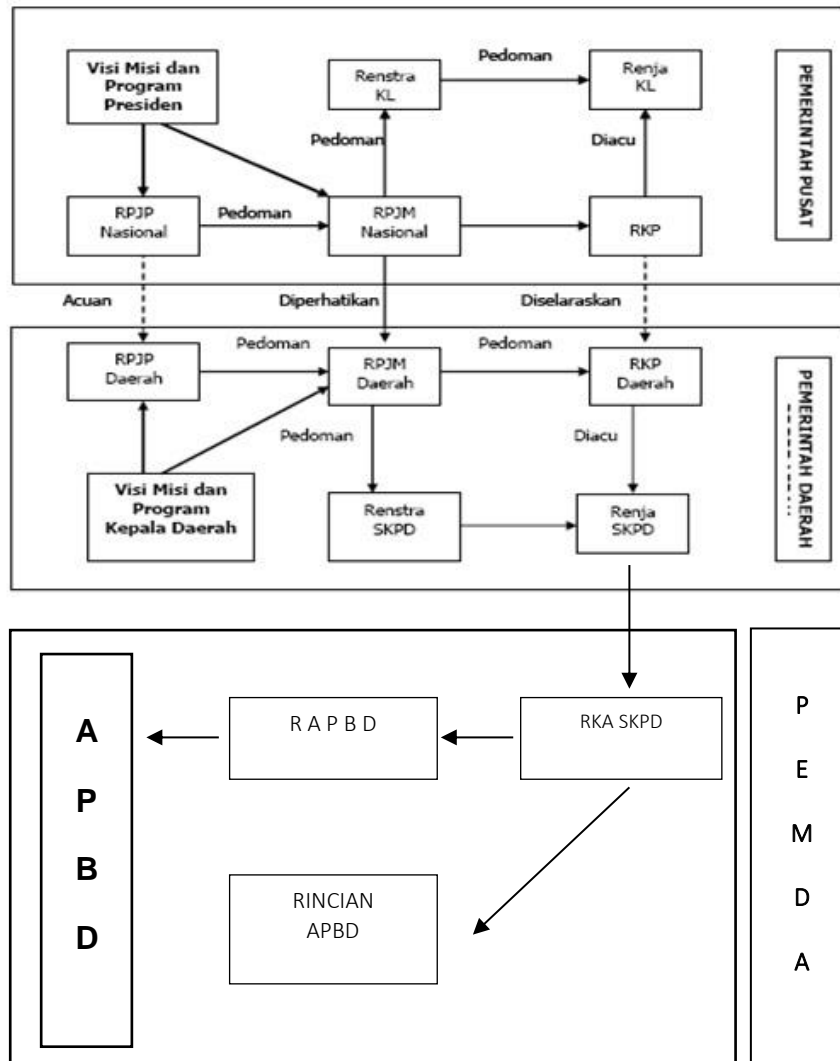 Visi Misi dan
Program
Presiden
Renstra
KL
Pedoman
Renja
KL
PEMERINTAH PUSAT
Pedoman
Diacu
RPJP
Nasional
Pedoman
RPJM
Nasional
RKP
Acuan
Diperhatikan
Diselaraskan
RPJP
Daerah
Pedoman
RPJM
Daerah
Pedoman
RKP
Daerah
PEMERINTAH DAERAH
Pedoman
Diacu
Visi Misi dan
Program
Kepala Daerah
Renstra
SKPD
Renja
SKPD
A
P
B
D
R A P B D
RKA SKPD
RINCIAN
APBD
P
E
M
D
A